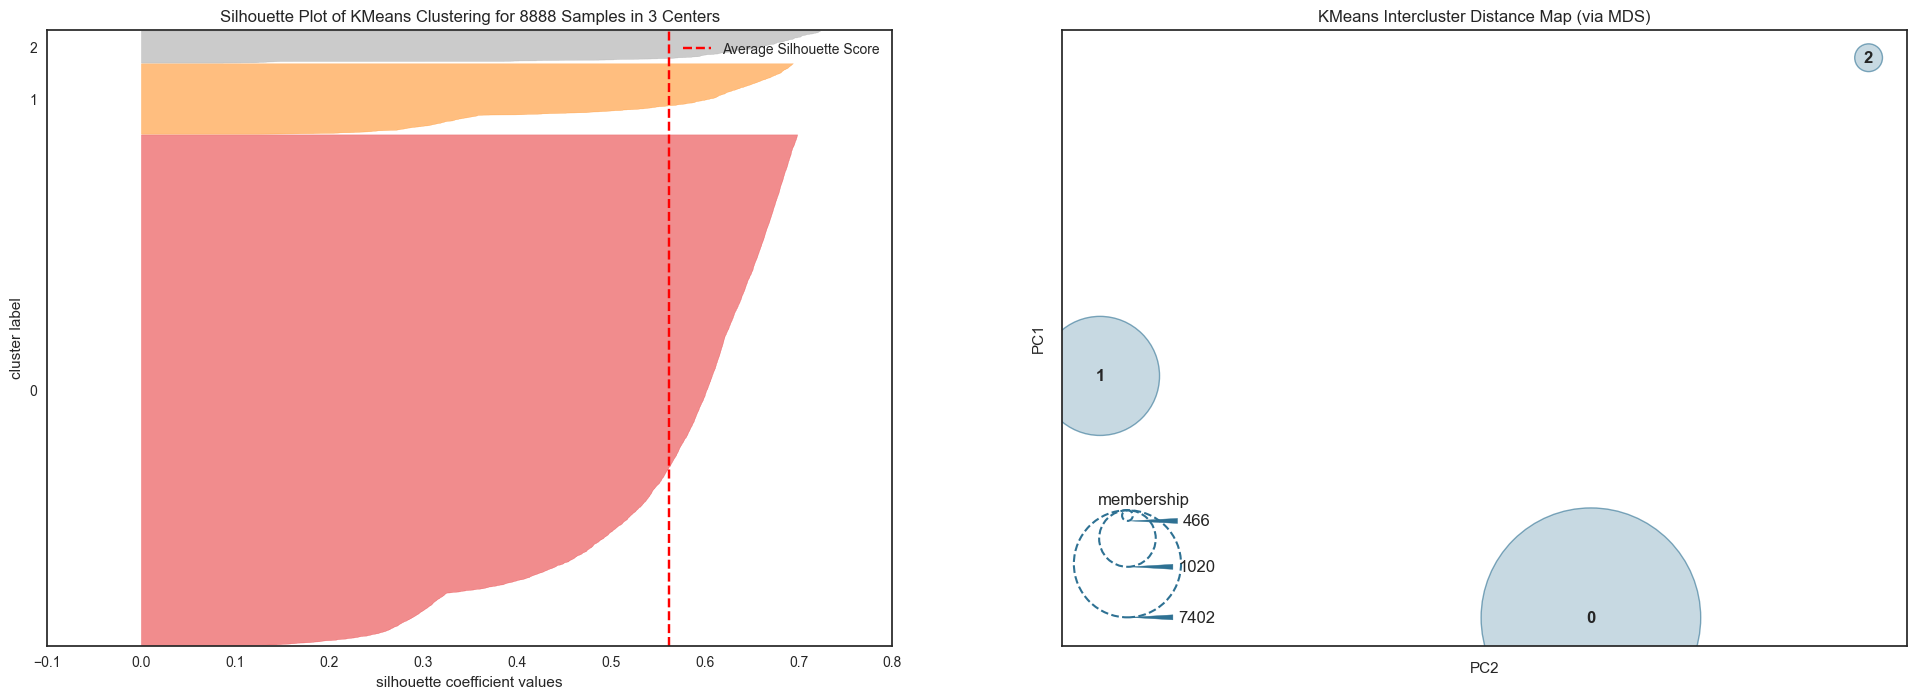 Silhouette Plot of KMeans Clustering for 8888 Samples in 3 Centers
Average Silhouette Score
2
1
0
cluster label
−0.1 0.0 0.1 0.2 0.3 0.4 0.5 0.6 0.7 0.8
silhouette coefficient values
KMeans Intercluster Distance Map (via MDS)
2
1
0
PC1
membership
466
1020
7402
PC2